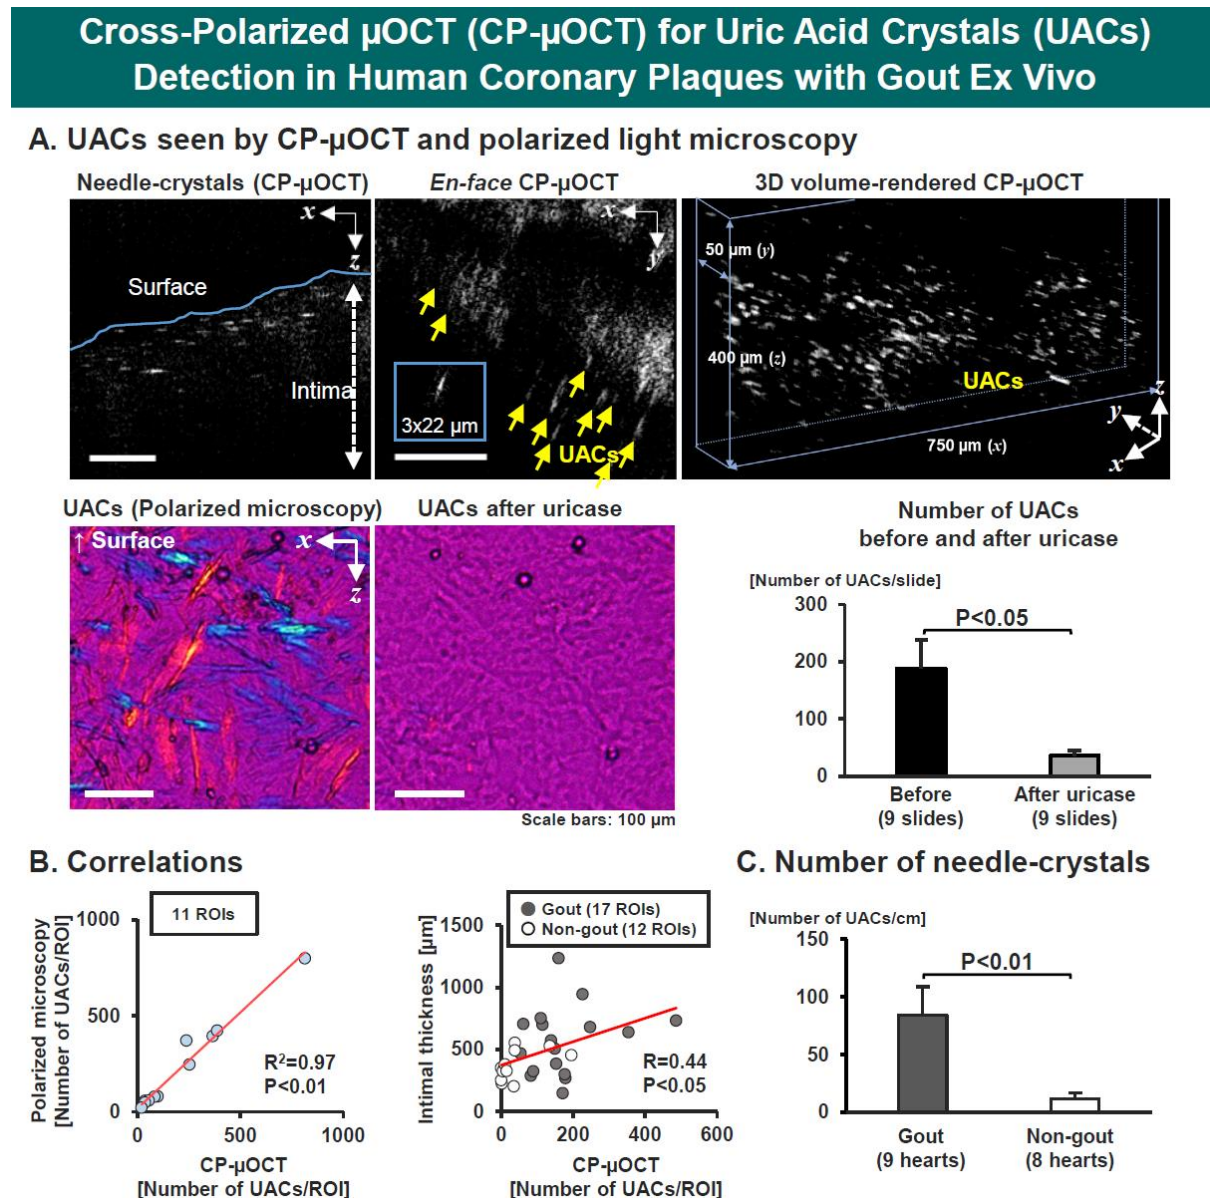 Cross-Polarized µOCT (CP-µOCT) for Uric Acid Crystals (UACs)
Detection in Human Coronary Plaques with Gout Ex Vivo
A. UACs seen by CP-µOCT and polarized light microscopy
Needle-crystals (CP-µOCT)
x
z
Surface
Intima
En-face CP-µOCT
x
y
3x22 µm
UACs
3D volume-rendered CP-µOCT
50 µm (y)
400 µm (z)
UACs
750 µm (x)
z
y
x
UACs (Polarized microscopy)
↑ Surface
x
z
UACs after uricase
Scale bars: 100 µm
Number of UACs
before and after uricase
[Number of UACs/slide]
300
200
100
0
P<0.05
Before
(9 slides)
After uricase
(9 slides)
B. Correlations
Polarized microscopy
[Number of UACs/ROI]
1000
500
0
11 ROIs
R²=0.97
P<0.01
0
500
1000
CP-µOCT
[Number of UACs/ROI]
Intimal thickness [µm]
1500
1000
500
0
Gout (17 ROIs)
Non-gout (12 ROIs)
R=0.44
P<0.05
0
200
400
600
CP-µOCT
[Number of UACs/ROI]
C. Number of needle-crystals
[Number of UACs/cm]
150
100
50
0
P<0.01
Gout
(9 hearts)
Non-gout
(8 hearts)